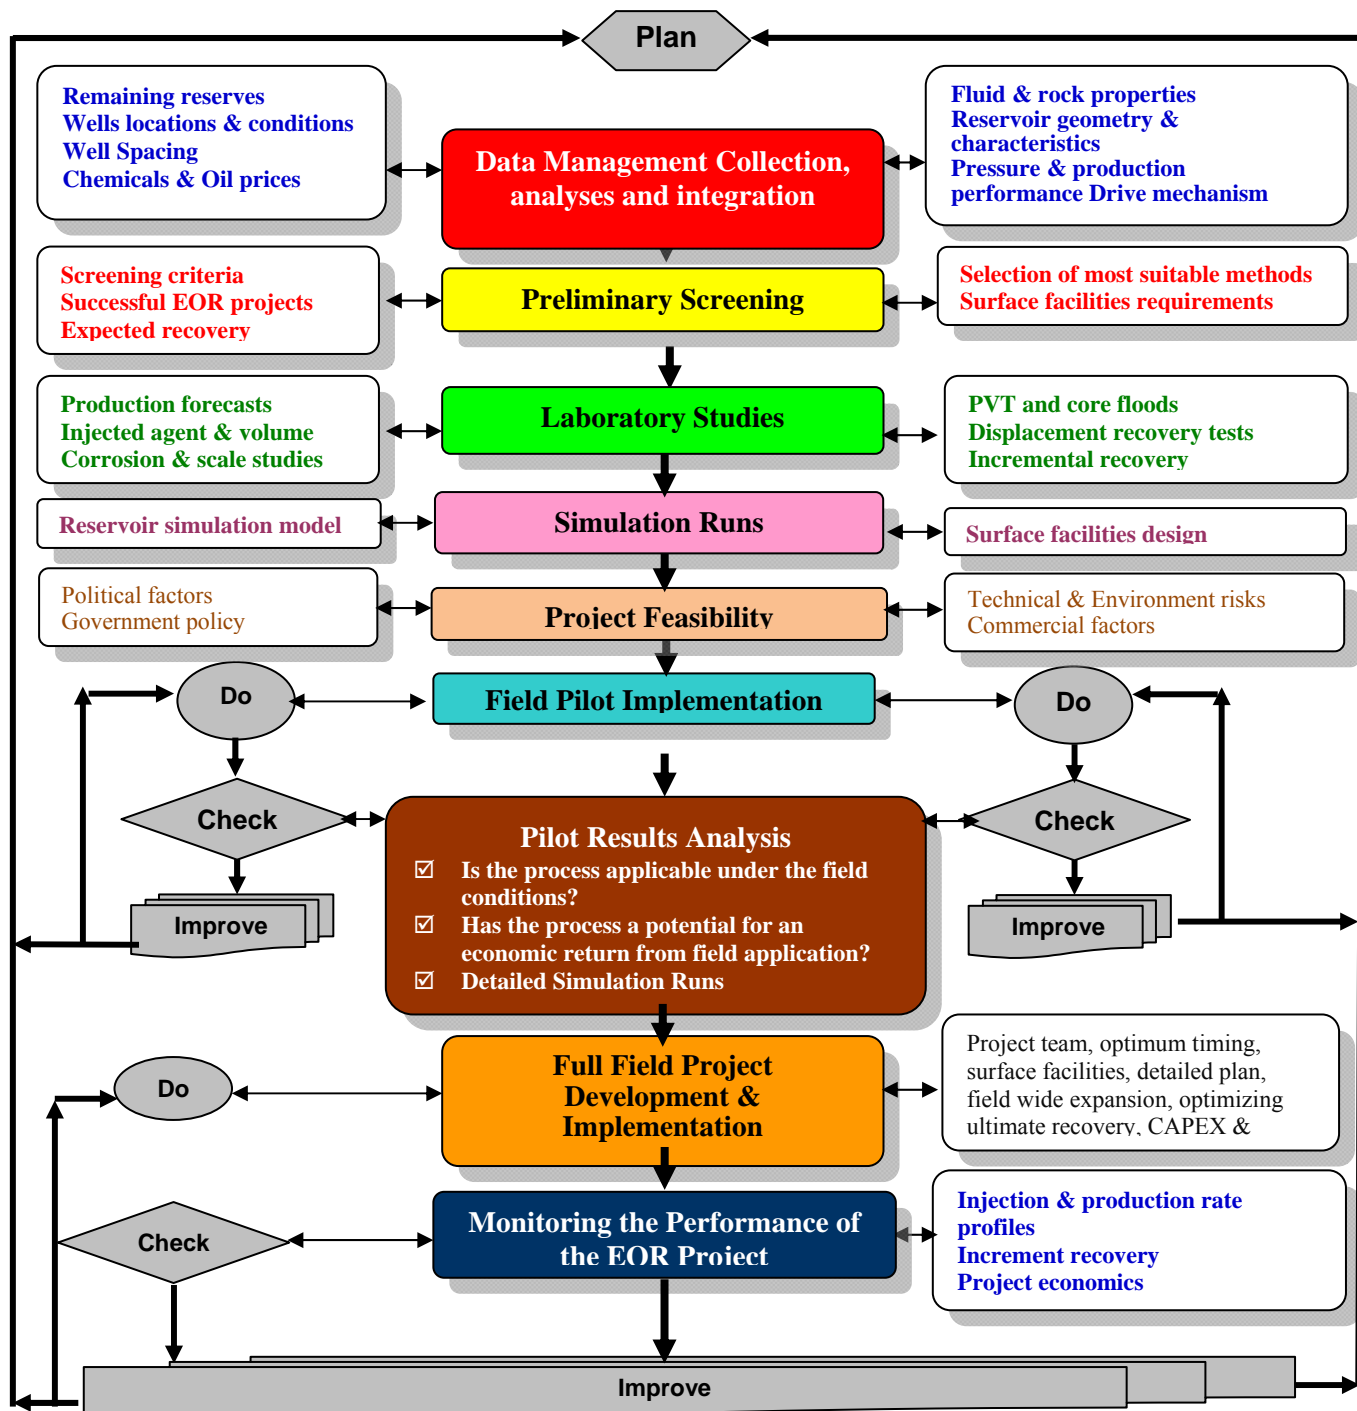 Plan
Remaining reserves
Wells locations & conditions
Well Spacing
Chemicals & Oil prices
Data Management Collection,
analyses and integration
Fluid & rock properties
Reservoir geometry &
characteristics
Pressure & production
performance Drive mechanism
Screening criteria
Successful EOR projects
Expected recovery
Preliminary Screening
Selection of most suitable methods
Surface facilities requirements
Production forecasts
Injected agent & volume
Corrosion & scale studies
Laboratory Studies
PVT and core floods
Displacement recovery tests
Incremental recovery
Reservoir simulation model
Simulation Runs
Surface facilities design
Political factors
Government policy
Project Feasibility
Technical & Environment risks
Commercial factors
Do
Field Pilot Implementation
Do
Check
Pilot Results Analysis
☑ Is the process applicable under the field
conditions?
☑ Has the process a potential for an
economic return from field application?
☑ Detailed Simulation Runs
Check
Improve
Improve
Do
Full Field Project
Development &
Implementation
Project team, optimum timing,
surface facilities, detailed plan,
field wide expansion, optimizing
ultimate recovery, CAPEX &
Check
Monitoring the Performance of
the EOR Project
Injection & production rate
profiles
Increment recovery
Project economics
Improve